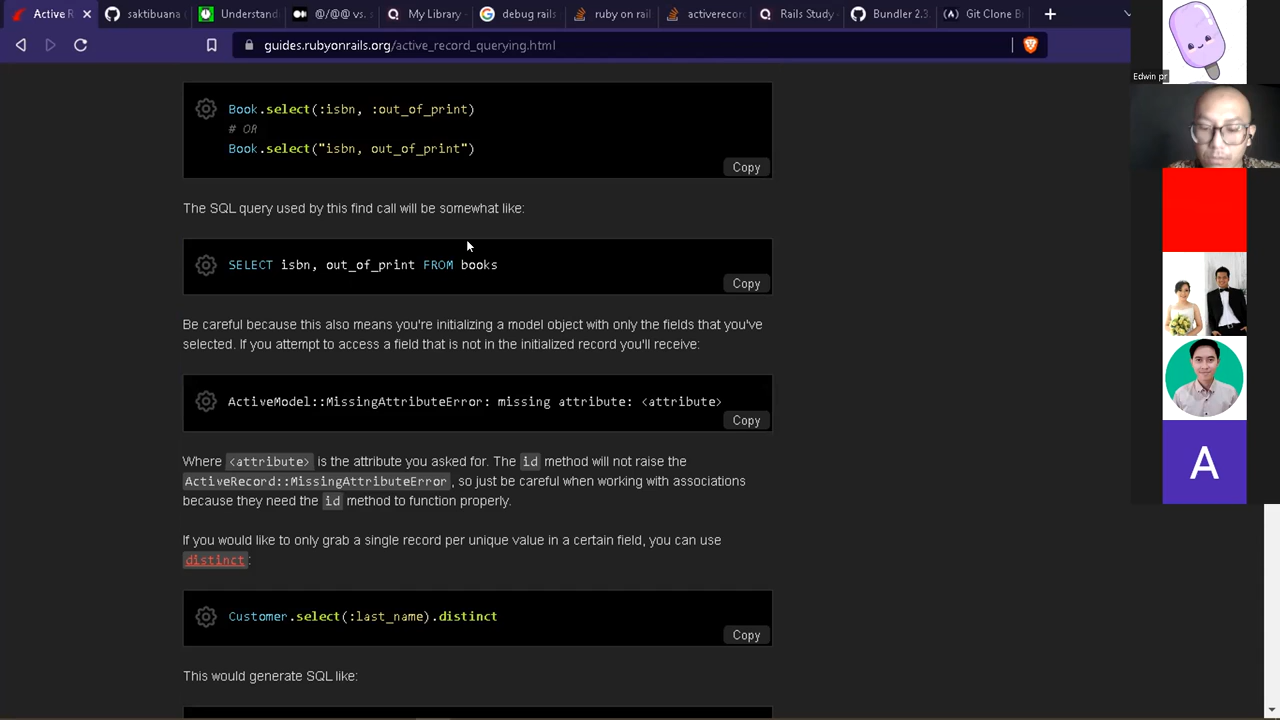 Active R
saktibuana
Understand
@/@@ vs.
My Library
debug rails
ruby on rail
activerecor
Rails Study
Bundler 2.3
Git Clone B
guides.rubyonrails.org/active_record_querying.html
Edwin pr
Book.select(:isbn, :out_of_print)
# OR
Book.select("isbn, out_of_print")
Copy
The SQL query used by this find call will be somewhat like:
SELECT isbn, out_of_print FROM books
Copy
Be careful because this also means you're initializing a model object with only the fields that you've
selected. If you attempt to access a field that is not in the initialized record you'll receive:
ActiveModel::MissingAttributeError: missing attribute: <attribute>
Copy
Where <attribute> is the attribute you asked for. The id method will not raise the
ActiveRecord::MissingAttributeError, so just be careful when working with associations
because they need the id method to function properly.
If you would like to only grab a single record per unique value in a certain field, you can use
distinct:
Customer.select(:last_name).distinct
Copy
This would generate SQL like:
A